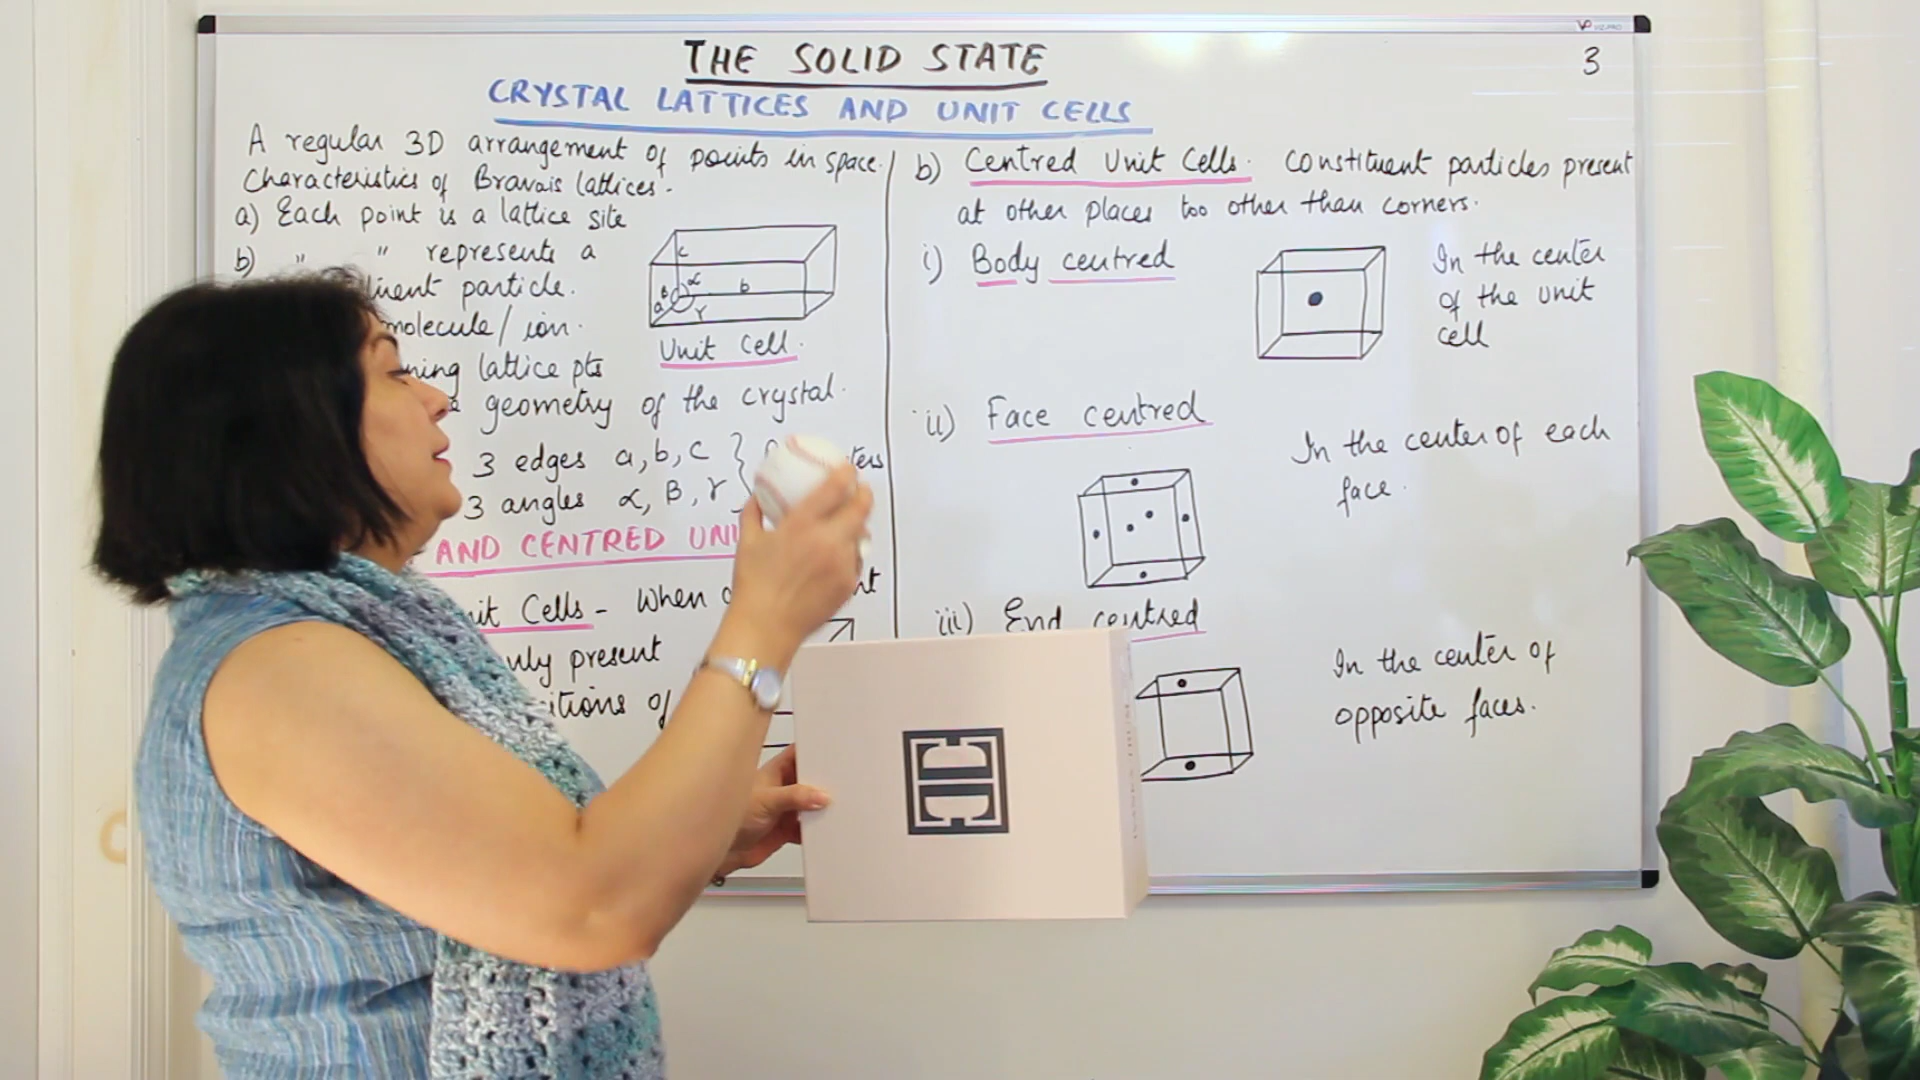 THE SOLID STATE
3
CRYSTAL LATTICES AND UNIT CELLS
A regular 3D arrangement of points in space.
Characteristics of Bravais lattices.
a) Each point is a lattice site
b) " " represents a
particle.
molecule/ ion.
lattice pts
geometry of the crystal.
c
α
B
b
a
γ
Unit cell.
3 edges a, b, c }
3 angles α, B, γ
AND CENTRED
Cells - When
present
b) Centred Unit Cells. Constituent particles present
at other places too other than corners.
i) Body centred
In the center
of the unit
cell
ii) Face centred
In the center of each
face.
iii) End centred
In the center of
opposite faces.